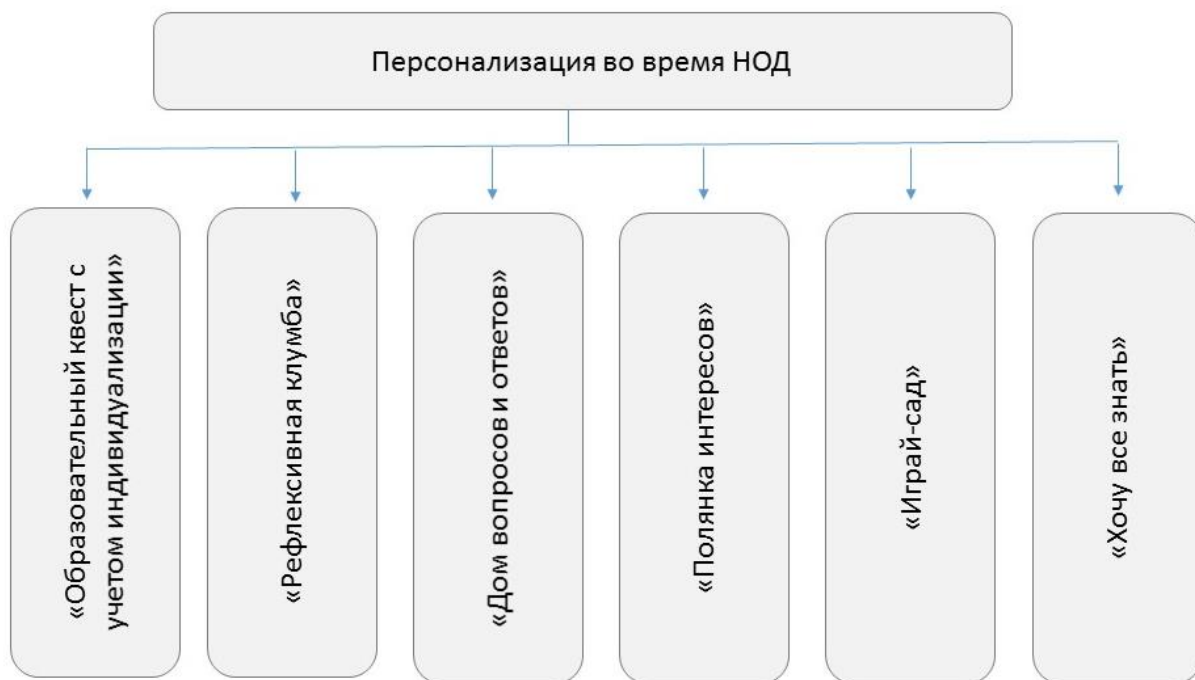 Персонализация во время НОД
«Образовательный квест с
учетом индивидуализации»
«Рефлексивная клумба»
«Дом вопросов и ответов»
«Полянка интересов»
«Играй-сад»
«Хочу все знать»